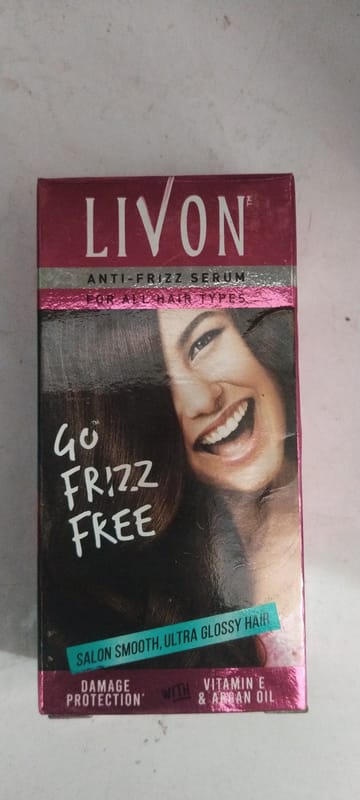 LIVON™
ANTI-FRIZZ SERUM
FOR ALL HAIR TYPES
GO
FRIZZ
FREE
SALON SMOOTH, ULTRA GLOSSY HAIR
DAMAGE PROTECTION* WITH VITAMIN E & ARGAN OIL